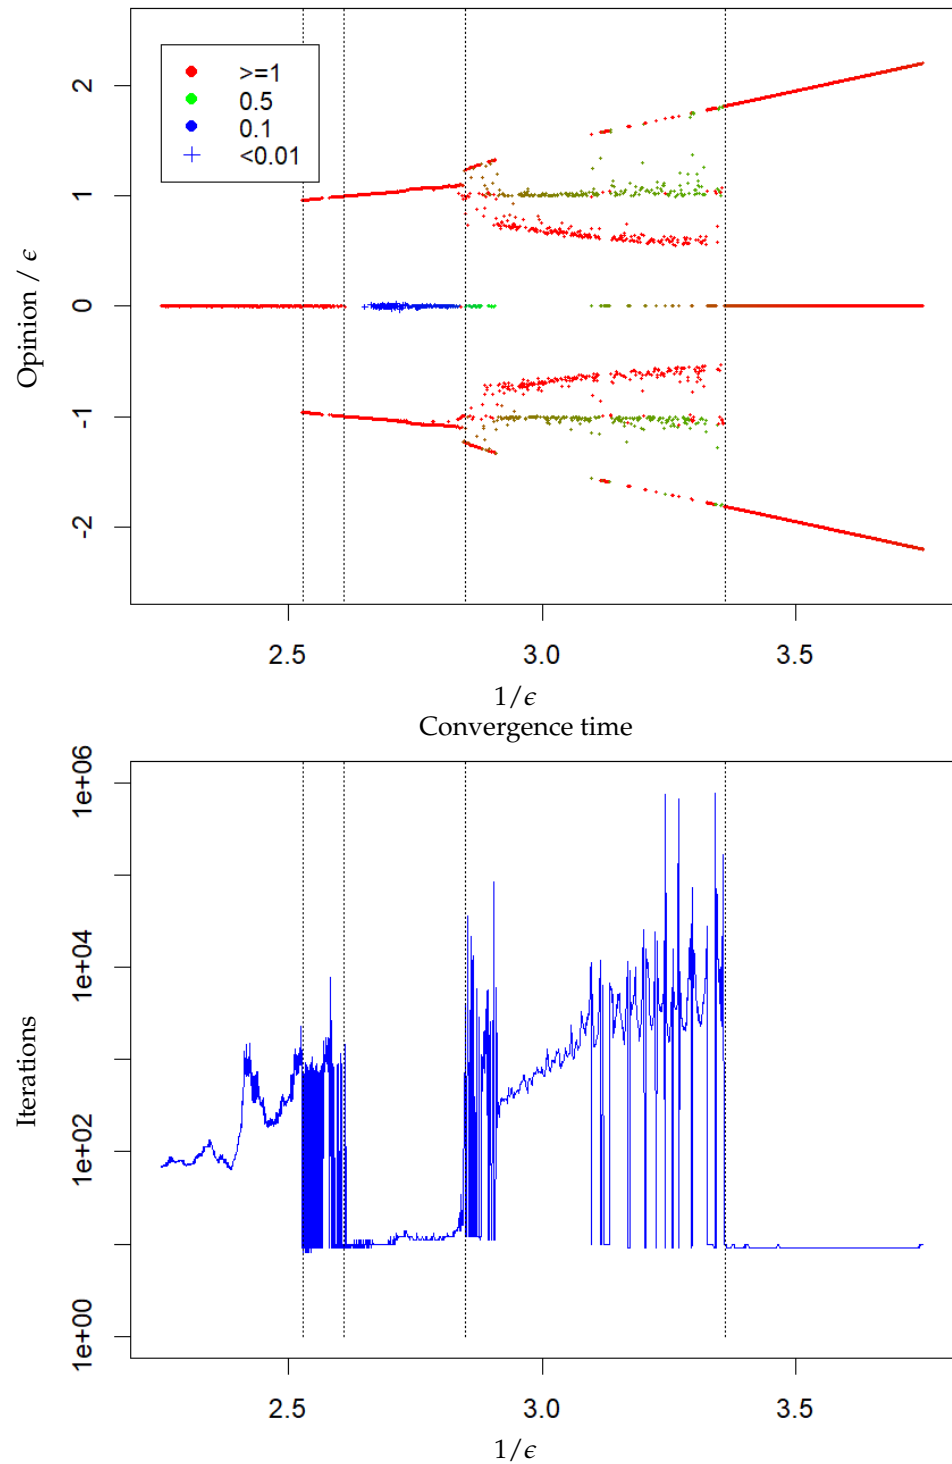 >=1
0.5
0.1
<0.01
2
1
0
-1
-2
Opinion / ϵ
2.5 3.0 3.5
1/ϵ
Convergence time
1e+06
1e+04
1e+02
1e+00
Iterations
2.5 3.0 3.5
1/ϵ